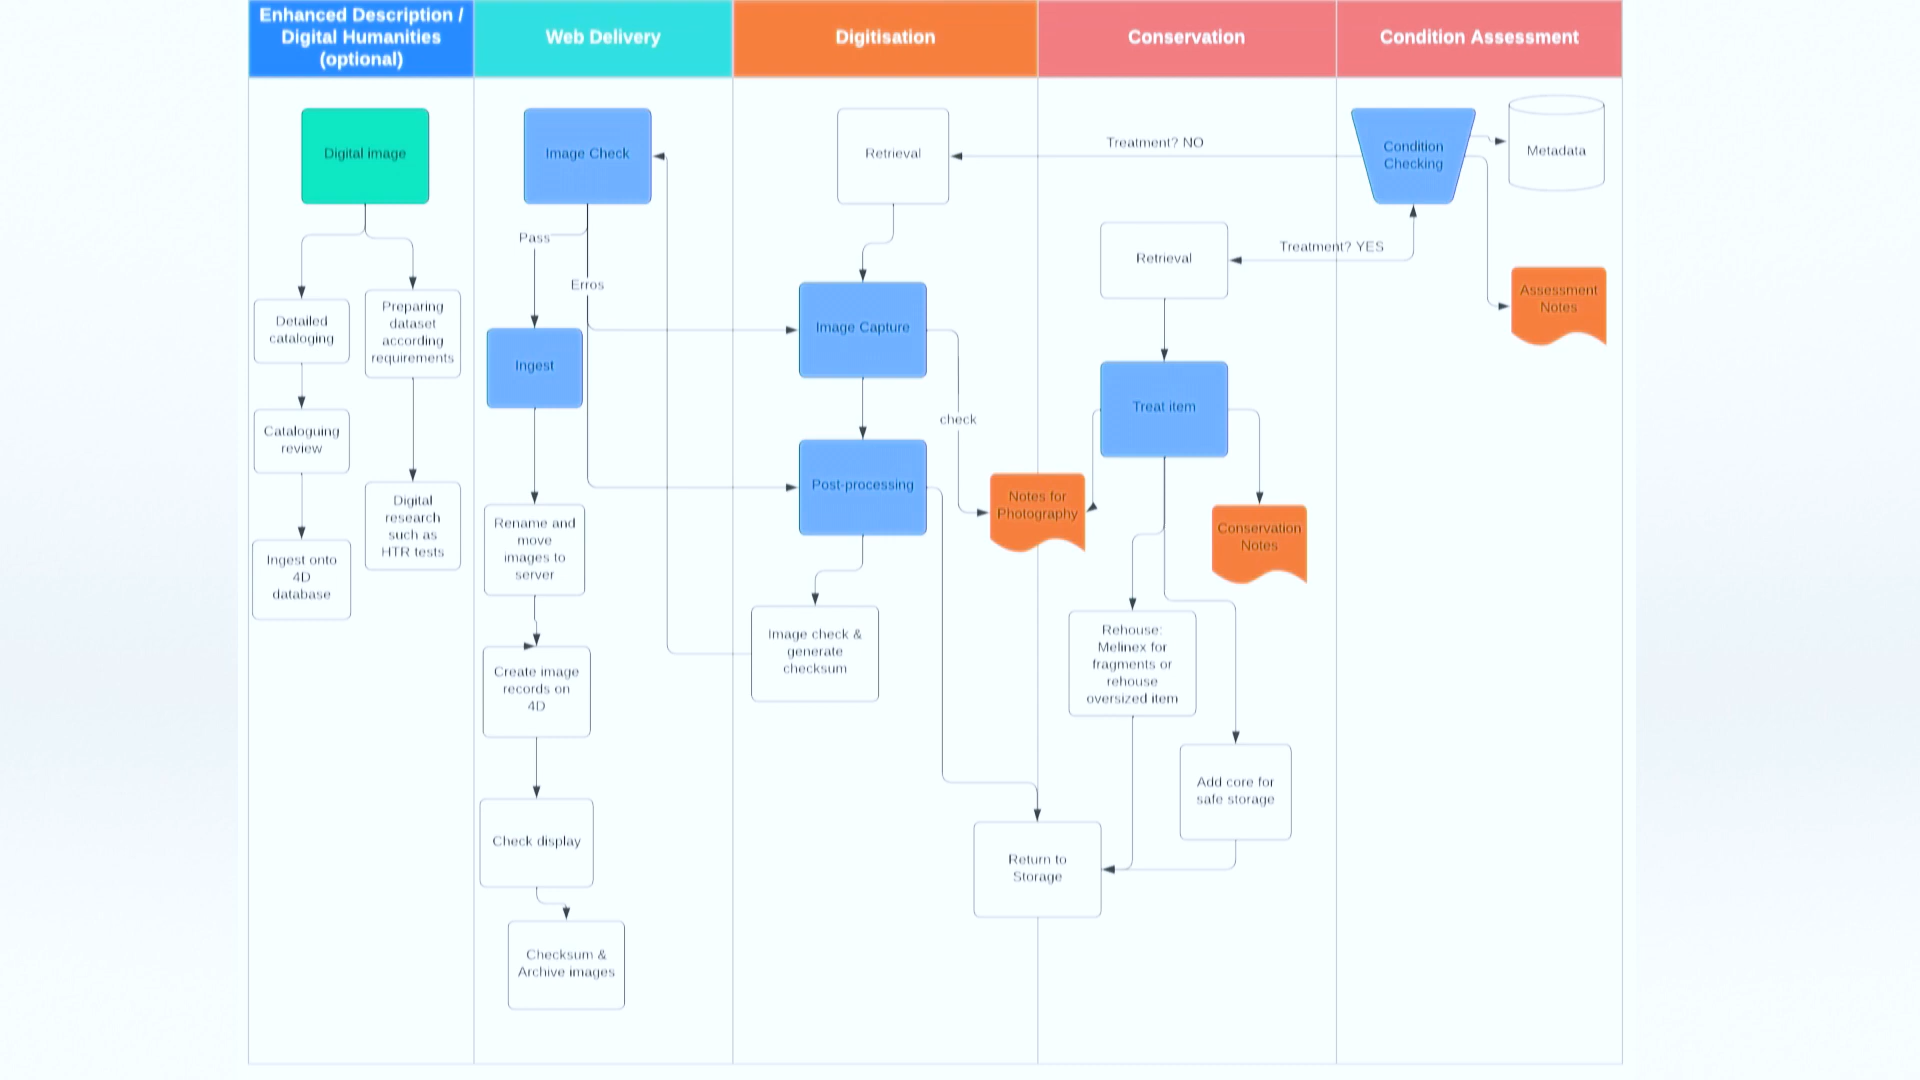 Enhanced Description /
Digital Humanities
(optional)
Web Delivery
Digitisation
Conservation
Condition Assessment
Digital image
Detailed
cataloging
Preparing
dataset
according
requirements
Cataloguing
review
Digital
research
such as
HTR tests
Ingest onto
4D
database
Image Check
Pass
Erros
Ingest
Rename and
move
images to
server
Create image
records on
4D
Check display
Checksum &
Archive images
Retrieval
Image Capture
check
Post-processing
Notes for
Photography
Image check &
generate
checksum
Return to
Storage
Treatment? NO
Retrieval
Treatment? YES
Treat item
Conservation
Notes
Rehouse:
Melinex for
fragments or
rehouse
oversized item
Add core for
safe storage
Condition
Checking
Metadata
Assessment
Notes